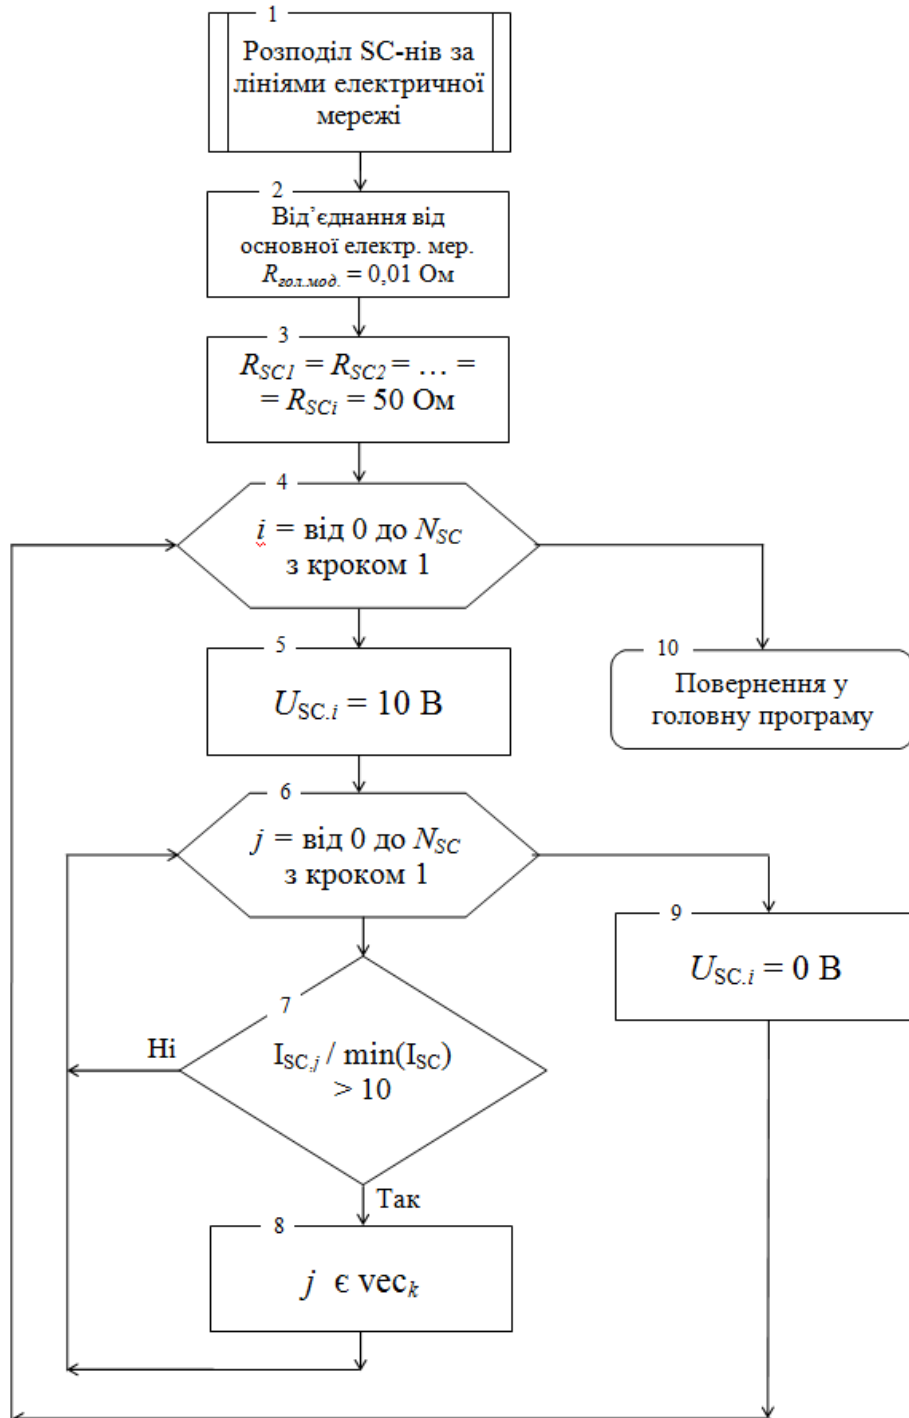 1
Розподіл SC-нів за
лініями електричної
мережі
2
Від’єднання від
основної електр. мер.
Rгол.мод. = 0,01 Ом
3
RSC1 = RSC2 = … =
= RSCi = 50 Ом
4
i = від 0 до NSC
з кроком 1
5
USC.i = 10 В
10
Повернення у
головну програму
6
j = від 0 до NSC
з кроком 1
9
USC.i = 0 В
7
Ні
ISC.j / min(ISC)
> 10
Так
8
j є veck